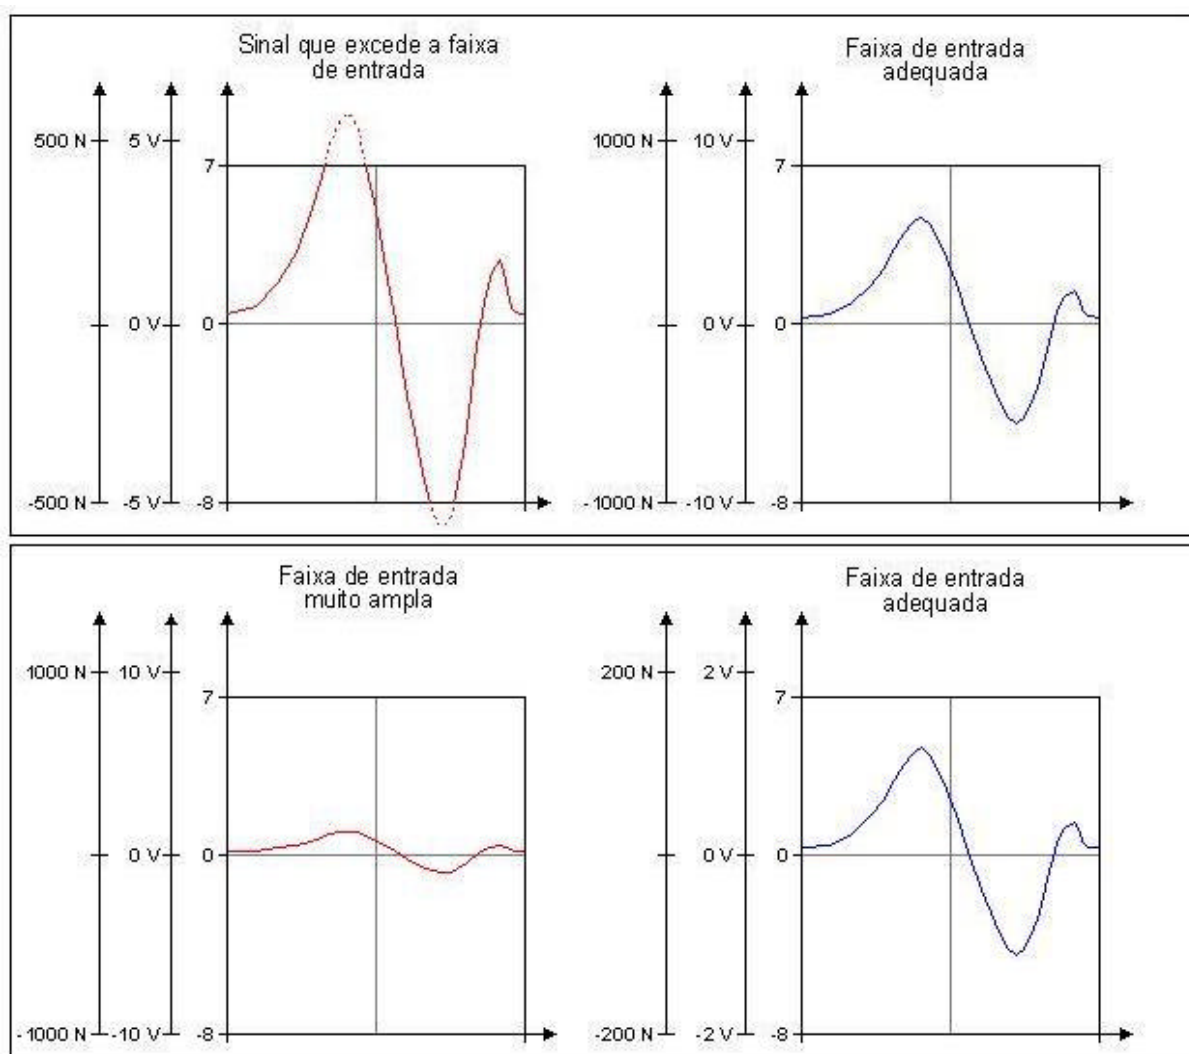 Sinal que excede a faixa
de entrada
500 N
5 V
7
0 V
0
-500 N
-5 V
-8
Faixa de entrada
adequada
1000 N
10 V
7
0 V
0
-1000 N
-10 V
-8
Faixa de entrada
muito ampla
1000 N
10 V
7
0 V
0
-1000 N
-10 V
-8
Faixa de entrada
adequada
200 N
2 V
7
0 V
0
-200 N
-2 V
-8